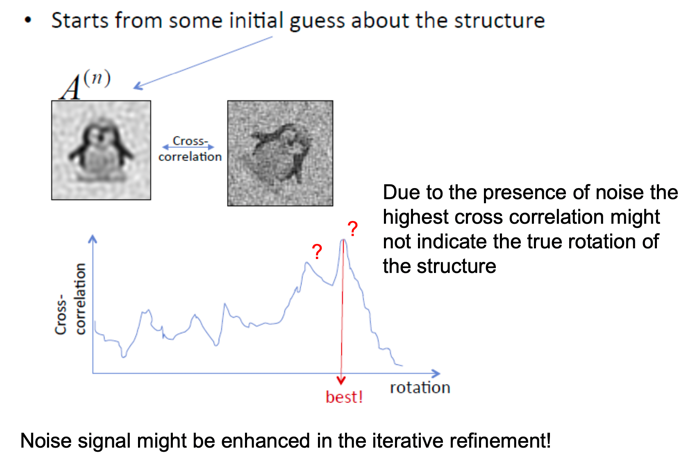 • Starts from some initial guess about the structure
A(n)
Cross-
correlation
Due to the presence of noise the
highest cross correlation might
not indicate the true rotation of
the structure
?
?
Cross-
correlation
rotation
best!
Noise signal might be enhanced in the iterative refinement!